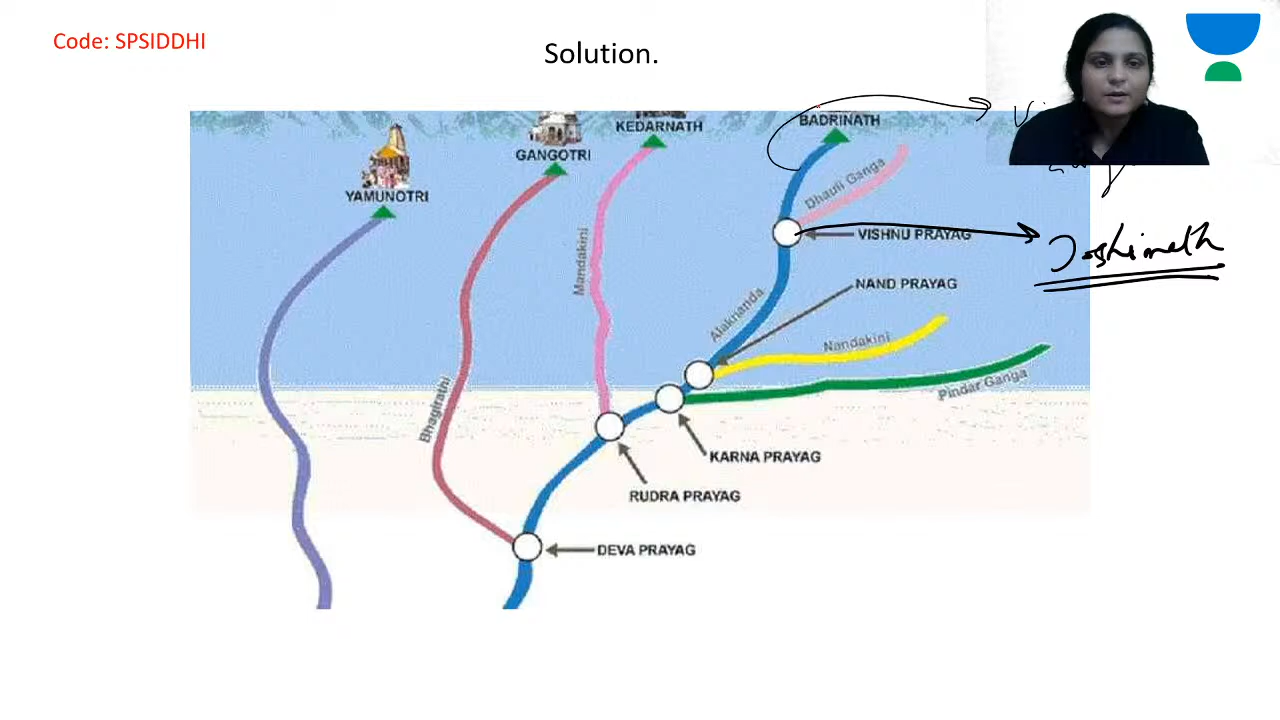 Code: SPSIDDHI
Solution.
BADRINATH
KEDARNATH
GANGOTRI
YAMUNOTRI
Dhauli Ganga
VISHNU PRAYAG
Joshimath
Mandakini
NAND PRAYAG
Alaknanda
Nandakini
Pindar Ganga
Bhagirathi
KARNA PRAYAG
RUDRA PRAYAG
DEVA PRAYAG